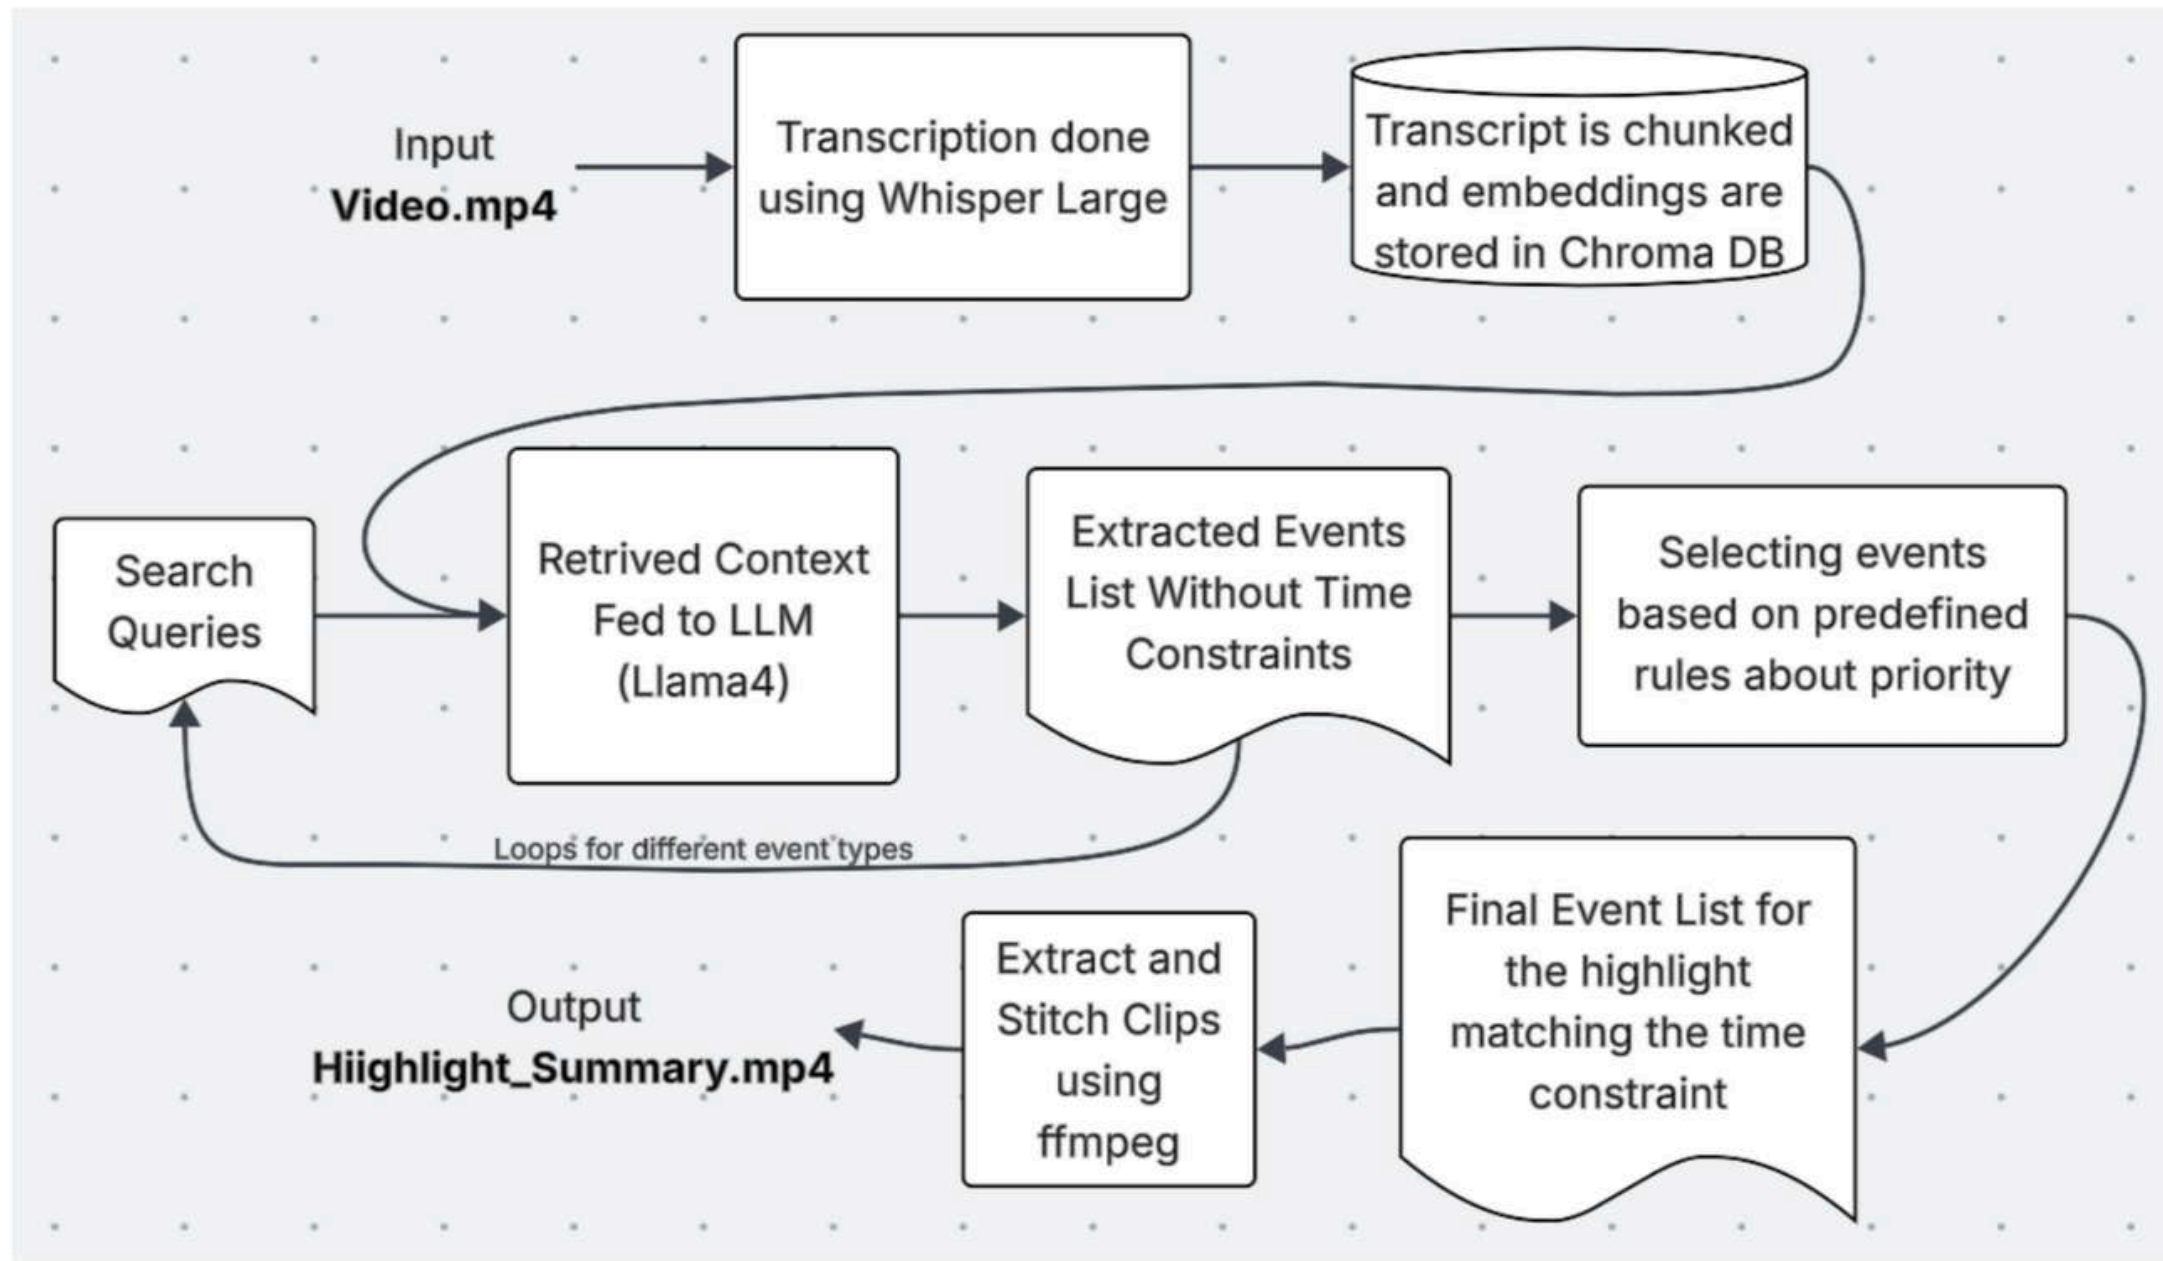 Input
Video.mp4
Transcription done
using Whisper Large
Transcript is chunked
and embeddings are
stored in Chroma DB
Search
Queries
Retrived Context
Fed to LLM
(Llama4)
Extracted Events
List Without Time
Constraints
Selecting events
based on predefined
rules about priority
Loops for different event types
Final Event List for
the highlight
matching the time
constraint
Extract and
Stitch Clips
using
ffmpeg
Output
Hiighlight_Summary.mp4